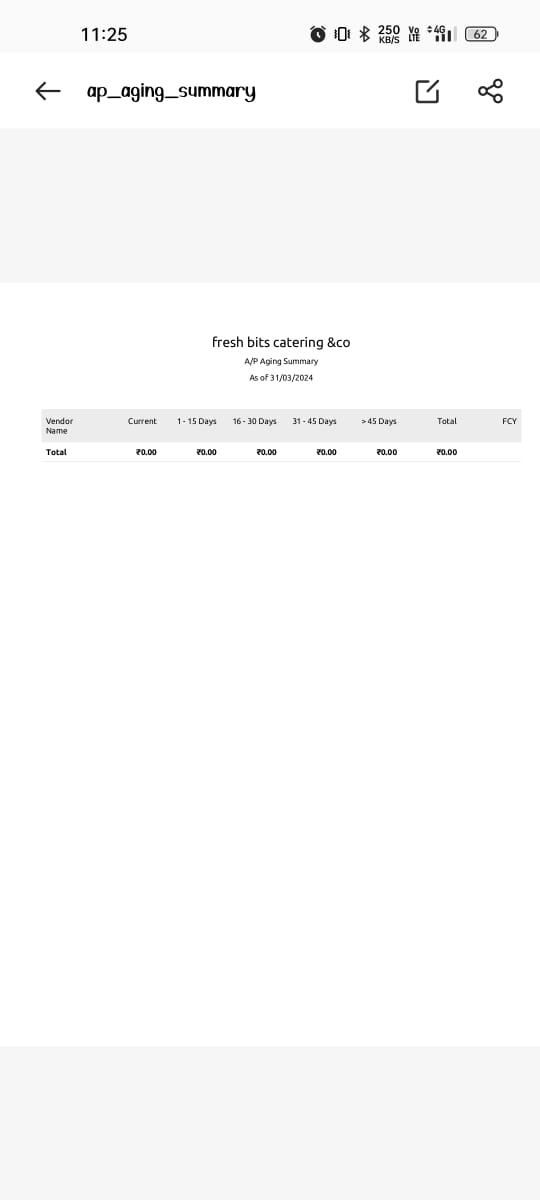 11:25 250 KB/S Vo LTE 4G 62
ap_aging_summary
fresh bits catering &co
A/P Aging Summary
As of 31/03/2024
Vendor Name Current 1 - 15 Days 16 - 30 Days 31 - 45 Days > 45 Days Total FCY
Total ₹0.00 ₹0.00 ₹0.00 ₹0.00 ₹0.00 ₹0.00